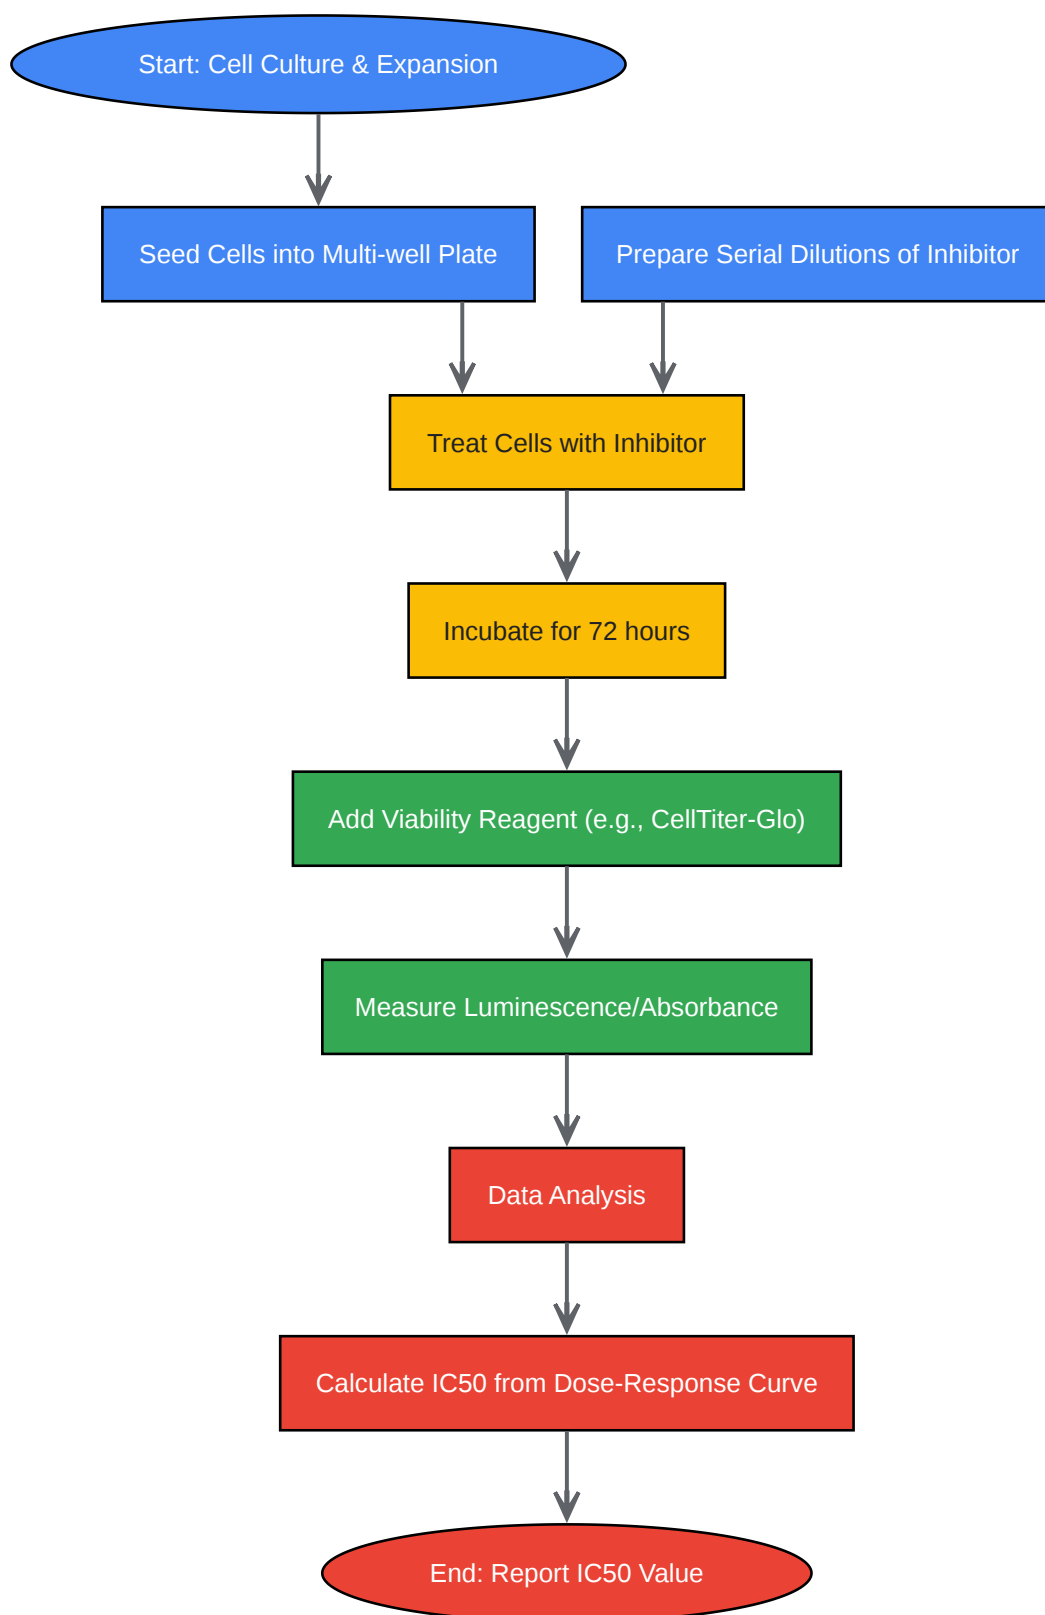 Start: Cell Culture & Expansion
Seed Cells into Multi-well Plate
Prepare Serial Dilutions of Inhibitor
Treat Cells with Inhibitor
Incubate for 72 hours
Add Viability Reagent (e.g., CellTiter-Glo)
Measure Luminescence/Absorbance
Data Analysis
Calculate IC50 from Dose-Response Curve
End: Report IC50 Value